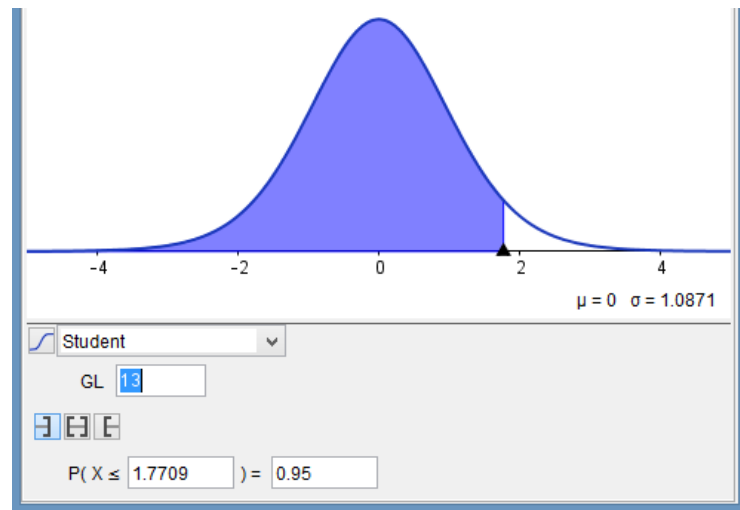 -4 -2 0 2 4
μ = 0 σ = 1.0871
Student
GL 13
P( X ≤ 1.7709 ) = 0.95